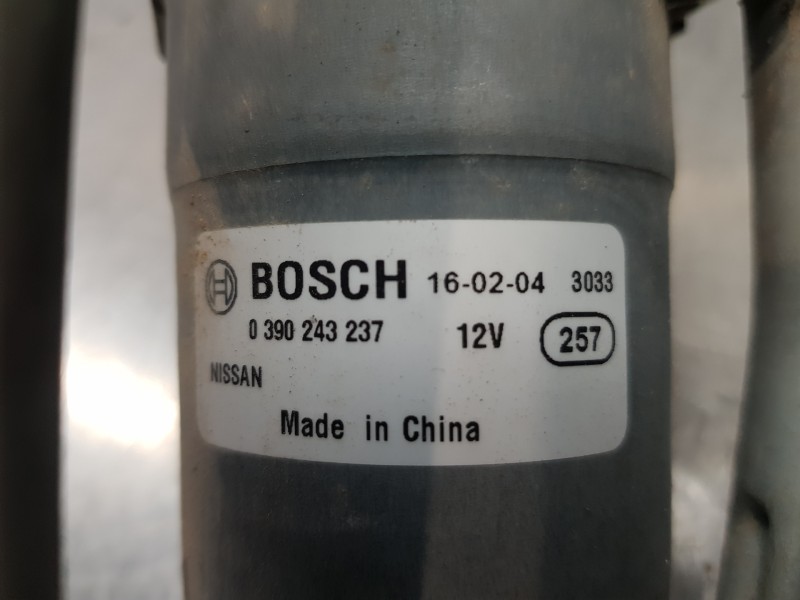 BOSCH 16-02-04 3033
0 390 243 237 12V 257
NISSAN
Made in China